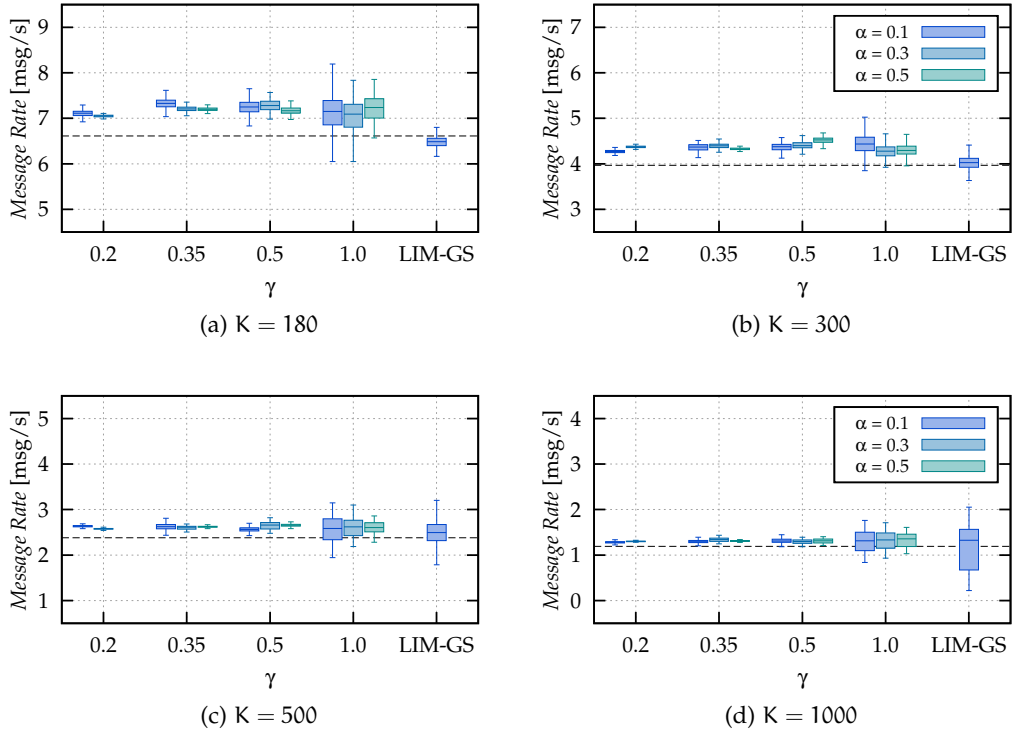 Message Rate [msg/s]
9
8
7
6
5
0.2 0.35 0.5 1.0 LIM-GS
γ
(a) K = 180
Message Rate [msg/s]
7
6
5
4
3
α = 0.1
α = 0.3
α = 0.5
0.2 0.35 0.5 1.0 LIM-GS
γ
(b) K = 300
Message Rate [msg/s]
5
4
3
2
1
0.2 0.35 0.5 1.0 LIM-GS
γ
(c) K = 500
Message Rate [msg/s]
4
3
2
1
0
α = 0.1
α = 0.3
α = 0.5
0.2 0.35 0.5 1.0 LIM-GS
γ
(d) K = 1000